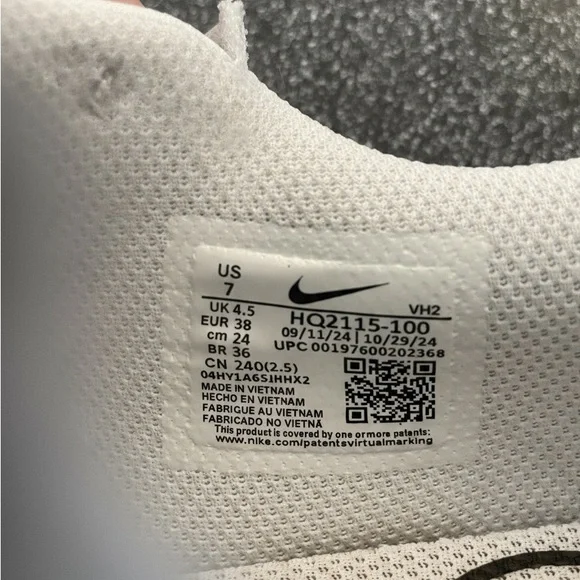 US
7
UK 4.5
EUR 38
cm 24
BR 36
CN 240(2.5)
VH2
HQ2115-100
09/11/24 | 10/29/24
UPC 00197600202368
04HY1A6S1HHX2
MADE IN VIETNAM
HECHO EN VIETNAM
FABRIQUE AU VIETNAM
FABRICADO NO VIETNÃ
This product is covered by one or more patents:
www.nike.com/patentsvirtualmarking